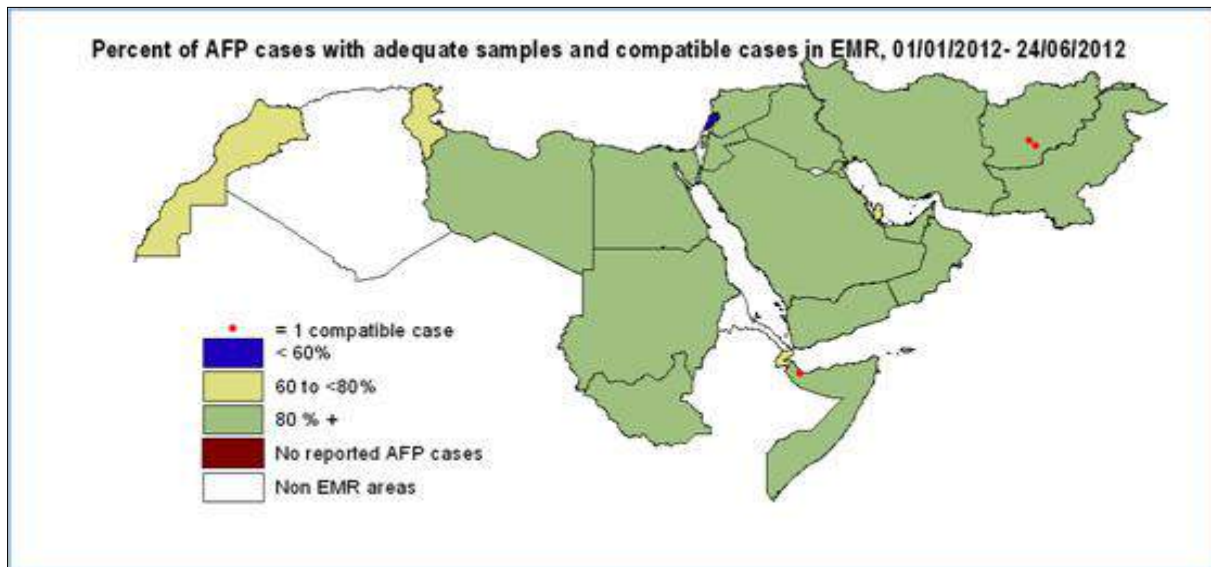 Percent of AFP cases with adequate samples and compatible cases in EMR, 01/01/2012- 24/06/2012
= 1 compatible case
< 60%
60 to <80%
80 % +
No reported AFP cases
Non EMR areas